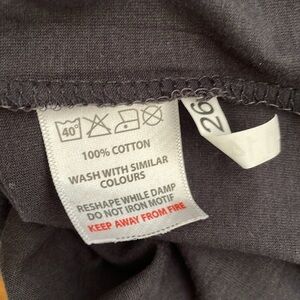 40°
100% COTTON
WASH WITH SIMILAR
COLOURS
RESHAPE WHILE DAMP
DO NOT IRON MOTIF
KEEP AWAY FROM FIRE
26